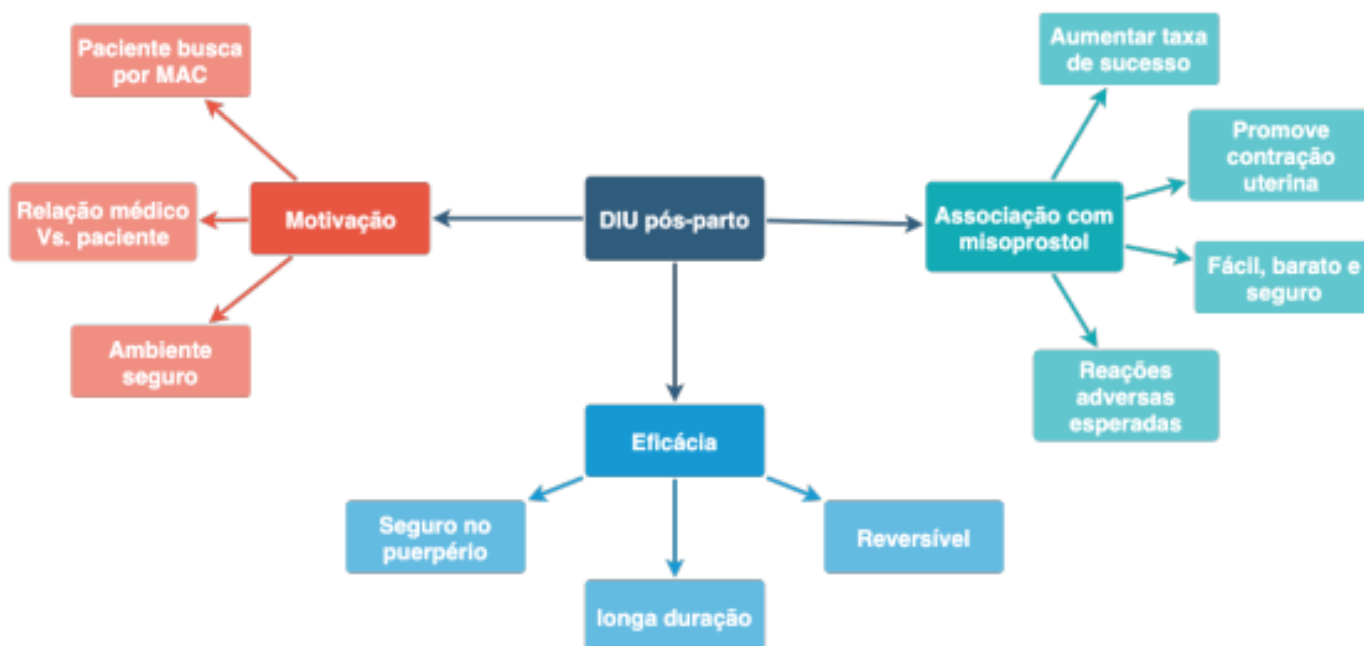 Paciente busca
por MAC
Relação médico
Vs. paciente
Ambiente
seguro
Motivação
DIU pós-parto
Associação com
misoprostol
Aumentar taxa
de sucesso
Promove
contração
uterina
Fácil, barato e
seguro
Reações
adversas
esperadas
Eficácia
Seguro no
puerpério
longa duração
Reversível